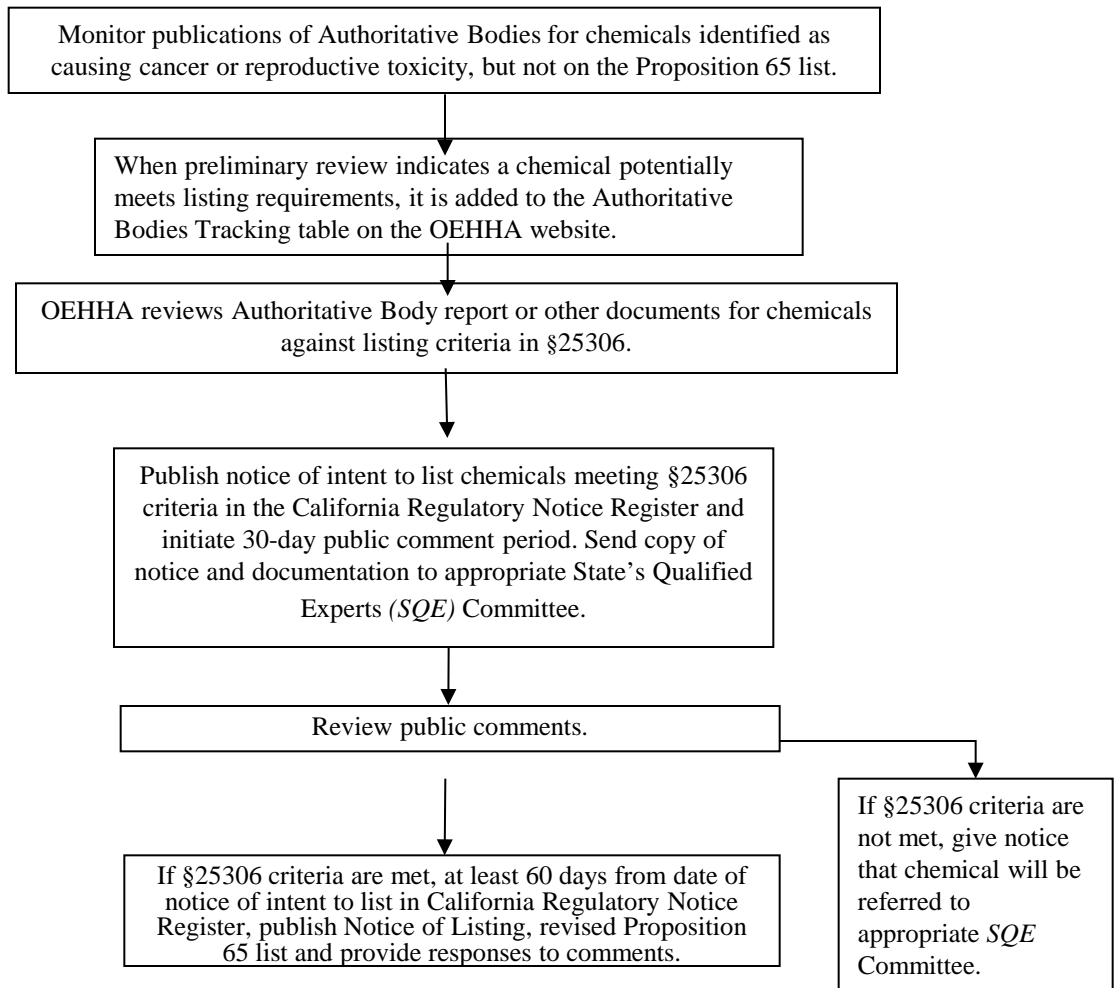 Monitor publications of Authoritative Bodies for chemicals identified as
causing cancer or reproductive toxicity, but not on the Proposition 65 list.
When preliminary review indicates a chemical potentially
meets listing requirements, it is added to the Authoritative
Bodies Tracking table on the OEHHA website.
OEHHA reviews Authoritative Body report or other documents for chemicals
against listing criteria in §25306.
Publish notice of intent to list chemicals meeting §25306
criteria in the California Regulatory Notice Register and
initiate 30-day public comment period. Send copy of
notice and documentation to appropriate State’s Qualified
Experts (SQE) Committee.
Review public comments.
If §25306 criteria are met, at least 60 days from date of
notice of intent to list in California Regulatory Notice
Register, publish Notice of Listing, revised Proposition
65 list and provide responses to comments.
If §25306 criteria are
not met, give notice
that chemical will be
referred to
appropriate SQE
Committee.